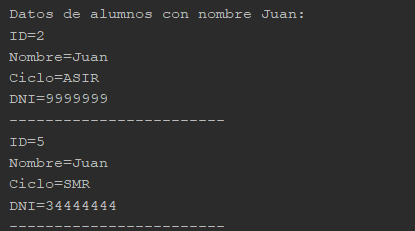 Datos de alumnos con nombre Juan:
ID=2
Nombre=Juan
Ciclo=ASIR
DNI=9999999
------------------------
ID=5
Nombre=Juan
Ciclo=SMR
DNI=34444444
------------------------